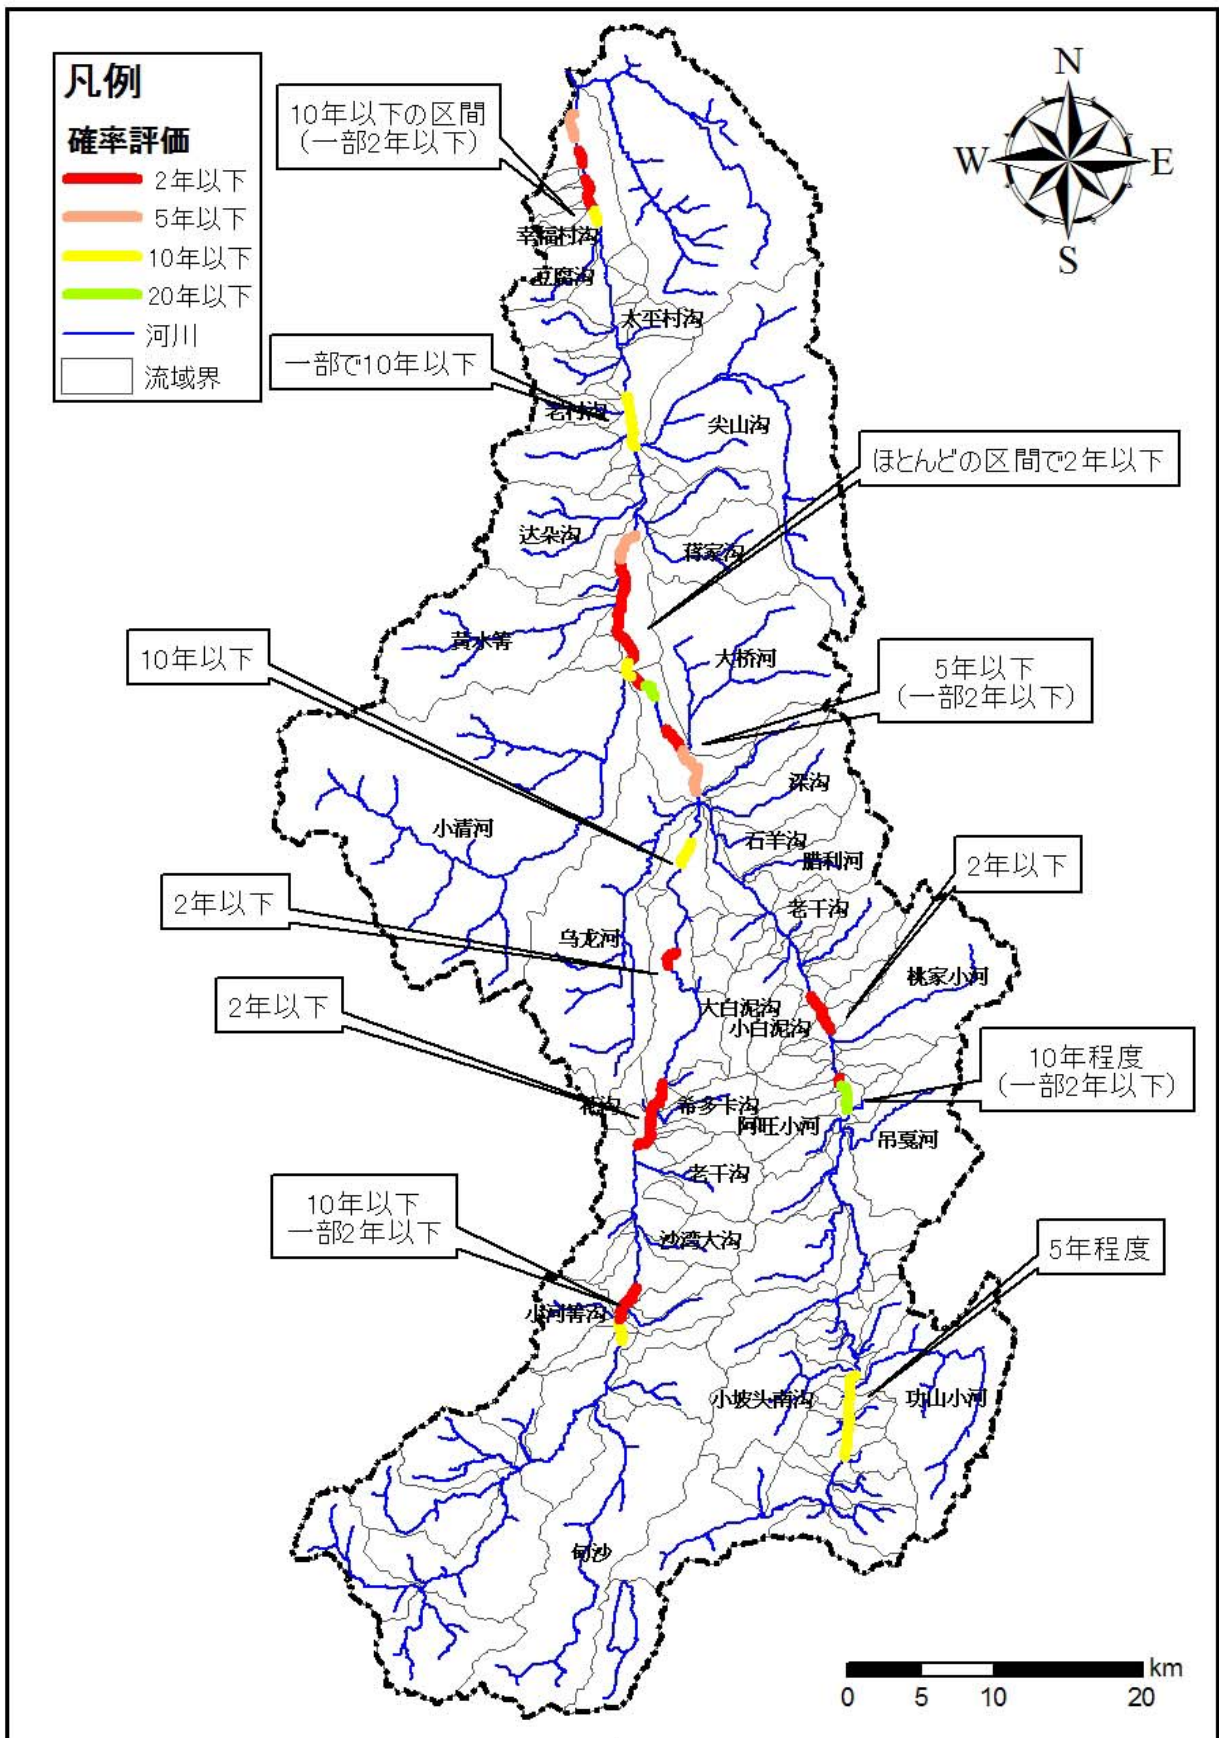 凡例
確率評価
2年以下
5年以下
10年以下
20年以下
河川
流域界
N
W
E
S
10年以下の区間
（一部2年以下）
幸福村沟
豆腐沟
太平村沟
一部で10年以下
老村沟
尖山沟
ほとんどの区間で2年以下
达朵沟
蒋家沟
黄水箐
大桥河
10年以下
5年以下
（一部2年以下）
深沟
小清河
石羊沟
腊利河
2年以下
2年以下
老干沟
乌龙河
桃家小河
2年以下
大白泥沟
小白泥沟
10年程度
（一部2年以下）
希多卡沟
阿旺小河
吊戛河
老干沟
10年以下
一部2年以下
沙湾大沟
5年程度
小河箐沟
小坡头南沟
功山小河
甸沙
km
0
5
10
20